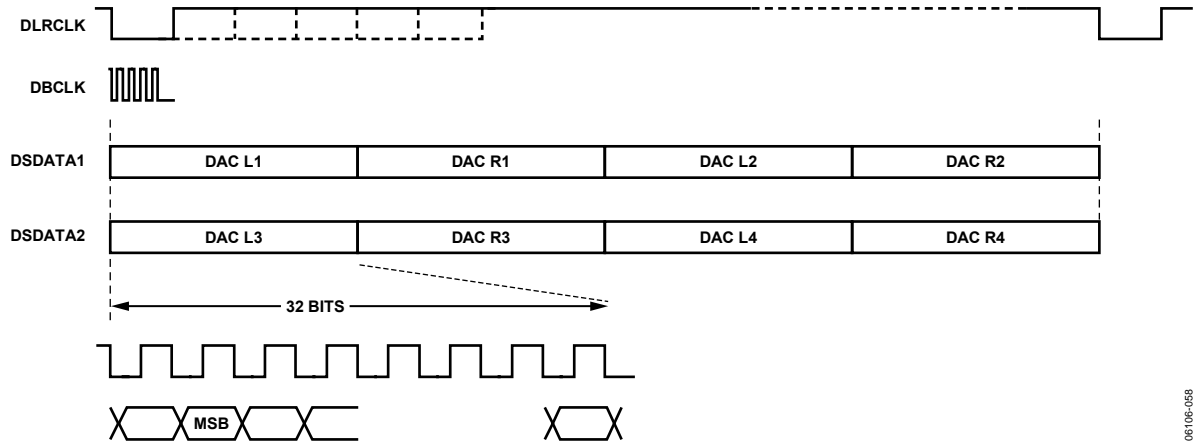 DLRCLK
DBCLK
DSDATA1 DAC L1 DAC R1 DAC L2 DAC R2
DSDATA2 DAC L3 DAC R3 DAC L4 DAC R4
32 BITS
MSB
06106-058